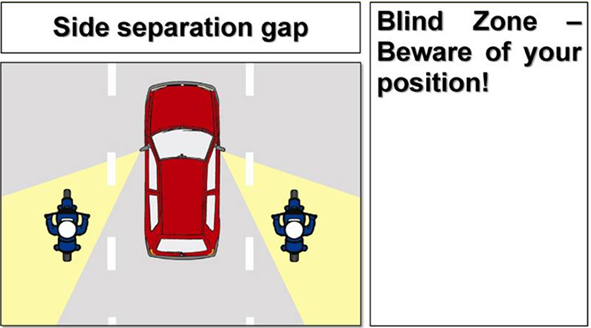 Side separation gap
Blind Zone –
Beware of your
position!